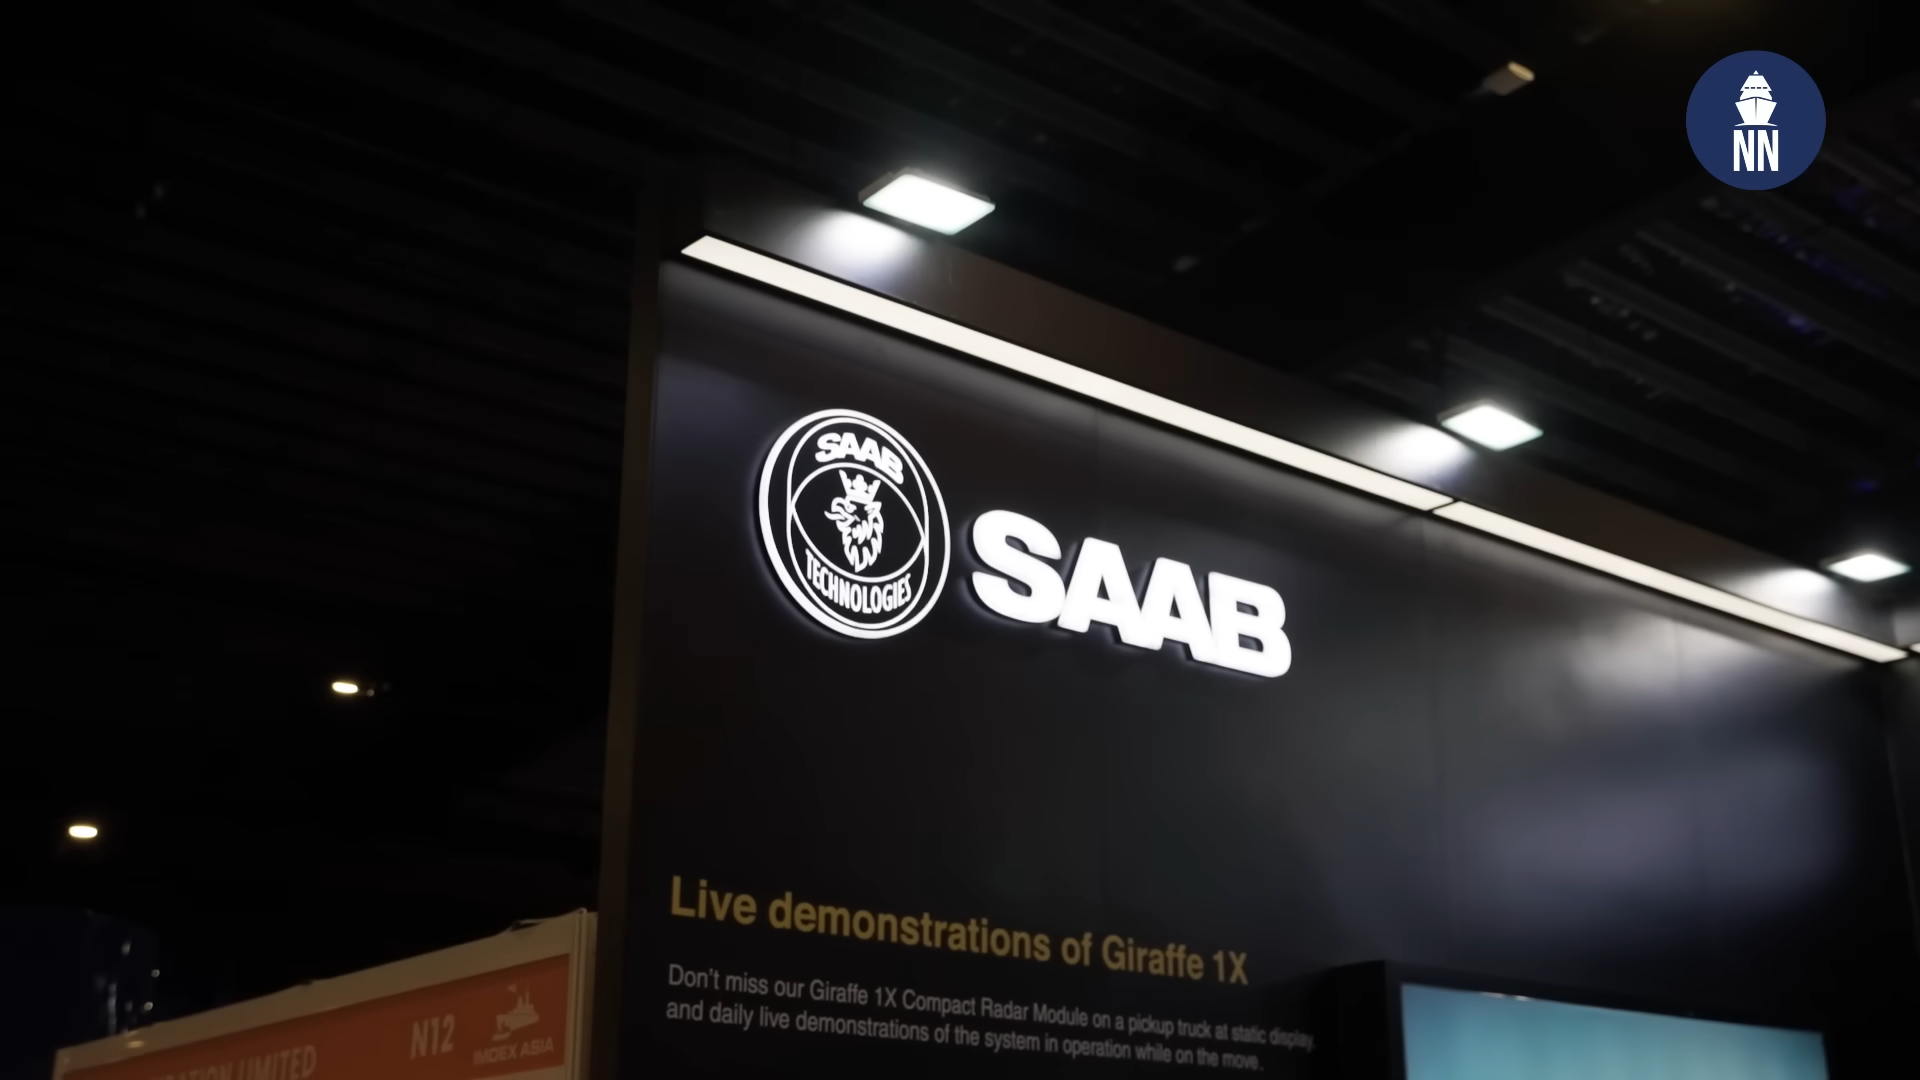 NN
SAAB
TECHNOLOGIES
SAAB
Live demonstrations of Giraffe 1X
Don't miss our Giraffe 1X Compact Radar Module on a pickup truck at static display
and daily live demonstrations of the system in operation while on the move.
N12
IMDEX ASIA
LIMITED